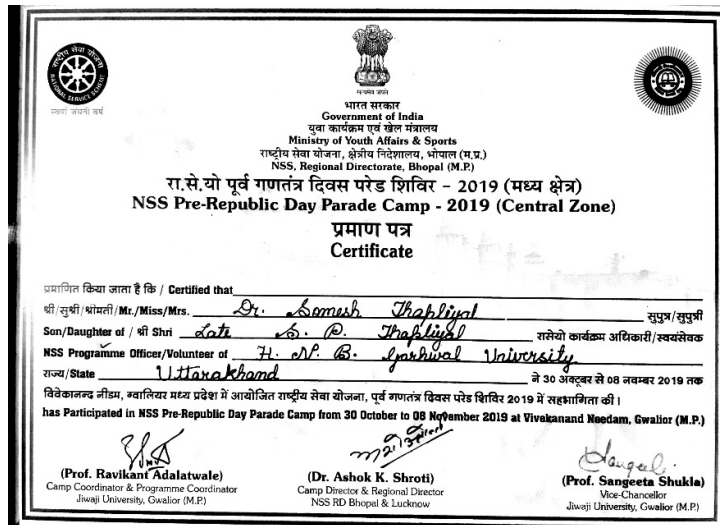 राष्ट्रीय सेवा योजना
NATIONAL SERVICE SCHEME
स्वर्ण जयंती वर्ष
सत्यमेव जयते
भारत सरकार
Government of India
युवा कार्यक्रम एवं खेल मंत्रालय
Ministry of Youth Affairs & Sports
राष्ट्रीय सेवा योजना, क्षेत्रीय निदेशालय, भोपाल (म.प्र.)
NSS, Regional Directorate, Bhopal (M.P.)
रा.से.यो पूर्व गणतंत्र दिवस परेड शिविर - 2019 (मध्य क्षेत्र)
NSS Pre-Republic Day Parade Camp - 2019 (Central Zone)
प्रमाण पत्र
Certificate
प्रमाणित किया जाता है कि / Certified that
श्री/सुश्री/श्रीमती/Mr./Miss/Mrs. Dr. Somesh Thapliyal सुपुत्र/सुपुत्री
Son/Daughter of / श्री Shri Late S. P. Thapliyal रासेयो कार्यक्रम अधिकारी/स्वयंसेवक
NSS Programme Officer/Volunteer of H. N. B. Garhwal University
राज्य/State Uttarakhand ने 30 अक्टूबर से 08 नवम्बर 2019 तक
विवेकानन्द नीडम, ग्वालियर मध्य प्रदेश में आयोजित राष्ट्रीय सेवा योजना, पूर्व गणतंत्र दिवस परेड शिविर 2019 में सहभागिता की।
has Participated in NSS Pre-Republic Day Parade Camp from 30 October to 08 November 2019 at Vivekanand Needam, Gwalior (M.P.)
(Prof. Ravikant Adalatwale)
Camp Coordinator & Programme Coordinator
Jiwaji University, Gwalior (M.P.)
(Dr. Ashok K. Shroti)
Camp Director & Regional Director
NSS RD Bhopal & Lucknow
(Prof. Sangeeta Shukla)
Vice-Chancellor
Jiwaji University, Gwalior (M.P.)